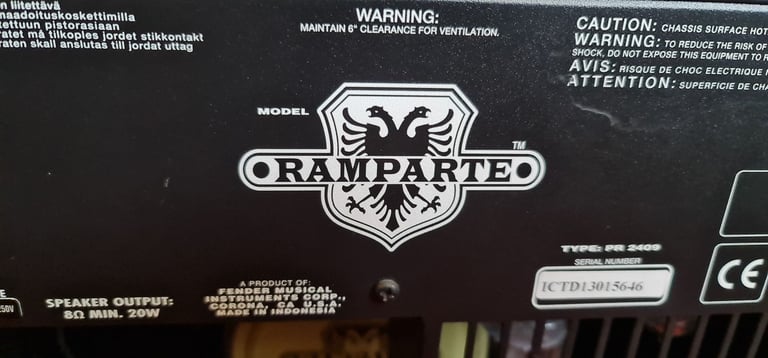 liitettävä
maadoituskoskettimilla
pistorasiaan
må tilkoples jordet stikkontakt
skall anslutas till jordat uttag
WARNING:
MAINTAIN 6" CLEARANCE FOR VENTILATION.
CAUTION: CHASSIS SURFACE HOT
WARNING: TO REDUCE THE RISK OF
SHOCK, DO NOT EXPOSE THIS EQUIPMENT TO
AVIS: RISQUE DE CHOC ELECTRIQUE
ATTENTION: SUPERFICIE DE
MODEL
RAMPARTE
TM
TYPE: PR 2409
SERIAL NUMBER
ICTD13015646
CE
A PRODUCT OF:
FENDER MUSICAL
INSTRUMENTS CORP.,
CORONA, CA U.S.A.
MADE IN INDONESIA
SPEAKER OUTPUT:
8Ω MIN. 20W
250V